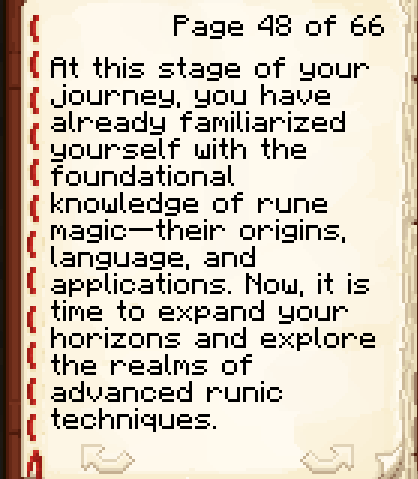 Page 48 of 66
At this stage of your
journey, you have
already familiarized
yourself with the
foundational
knowledge of rune
magic—their origins,
language, and
applications. Now, it is
time to expand your
horizons and explore
the realms of
advanced runic
techniques.